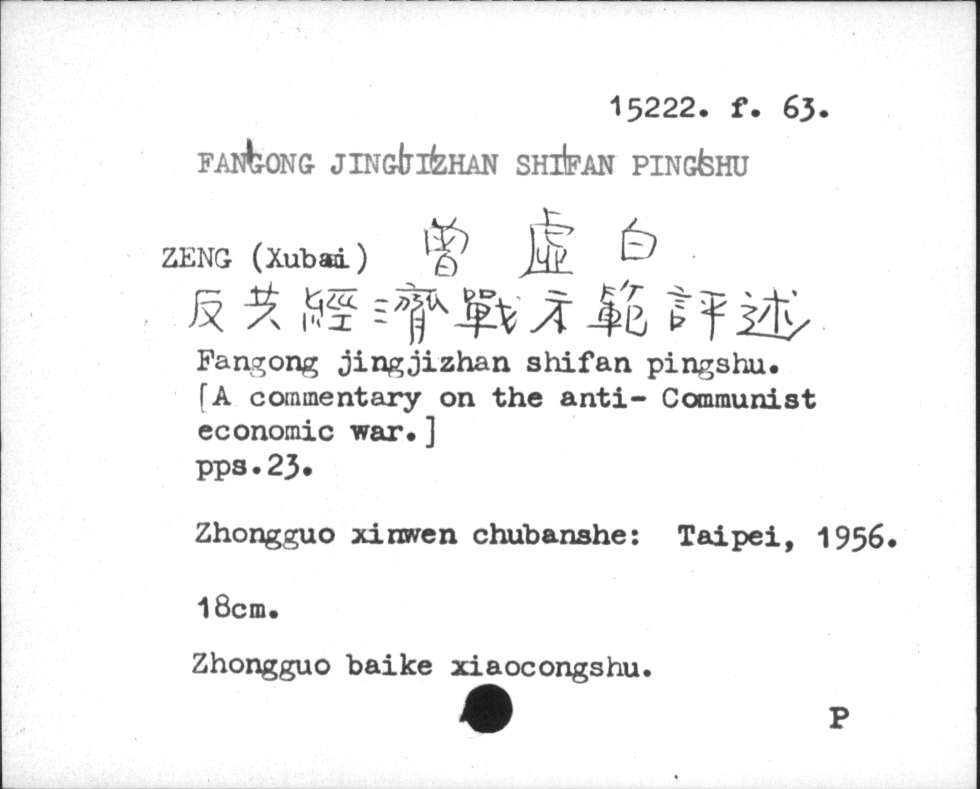 15222. f. 63.
FANGONG JINGJIZHAN SHIFAN PINGSHU
ZENG (Xubai) 曾 虛 白
反共經濟戰示範評述
Fangong jingjizhan shifan pingshu.
[A commentary on the anti- Communist
economic war.]
pps.23.
Zhongguo xinwen chubanshe: Taipei, 1956.
18cm.
Zhongguo baike xiaocongshu.
P